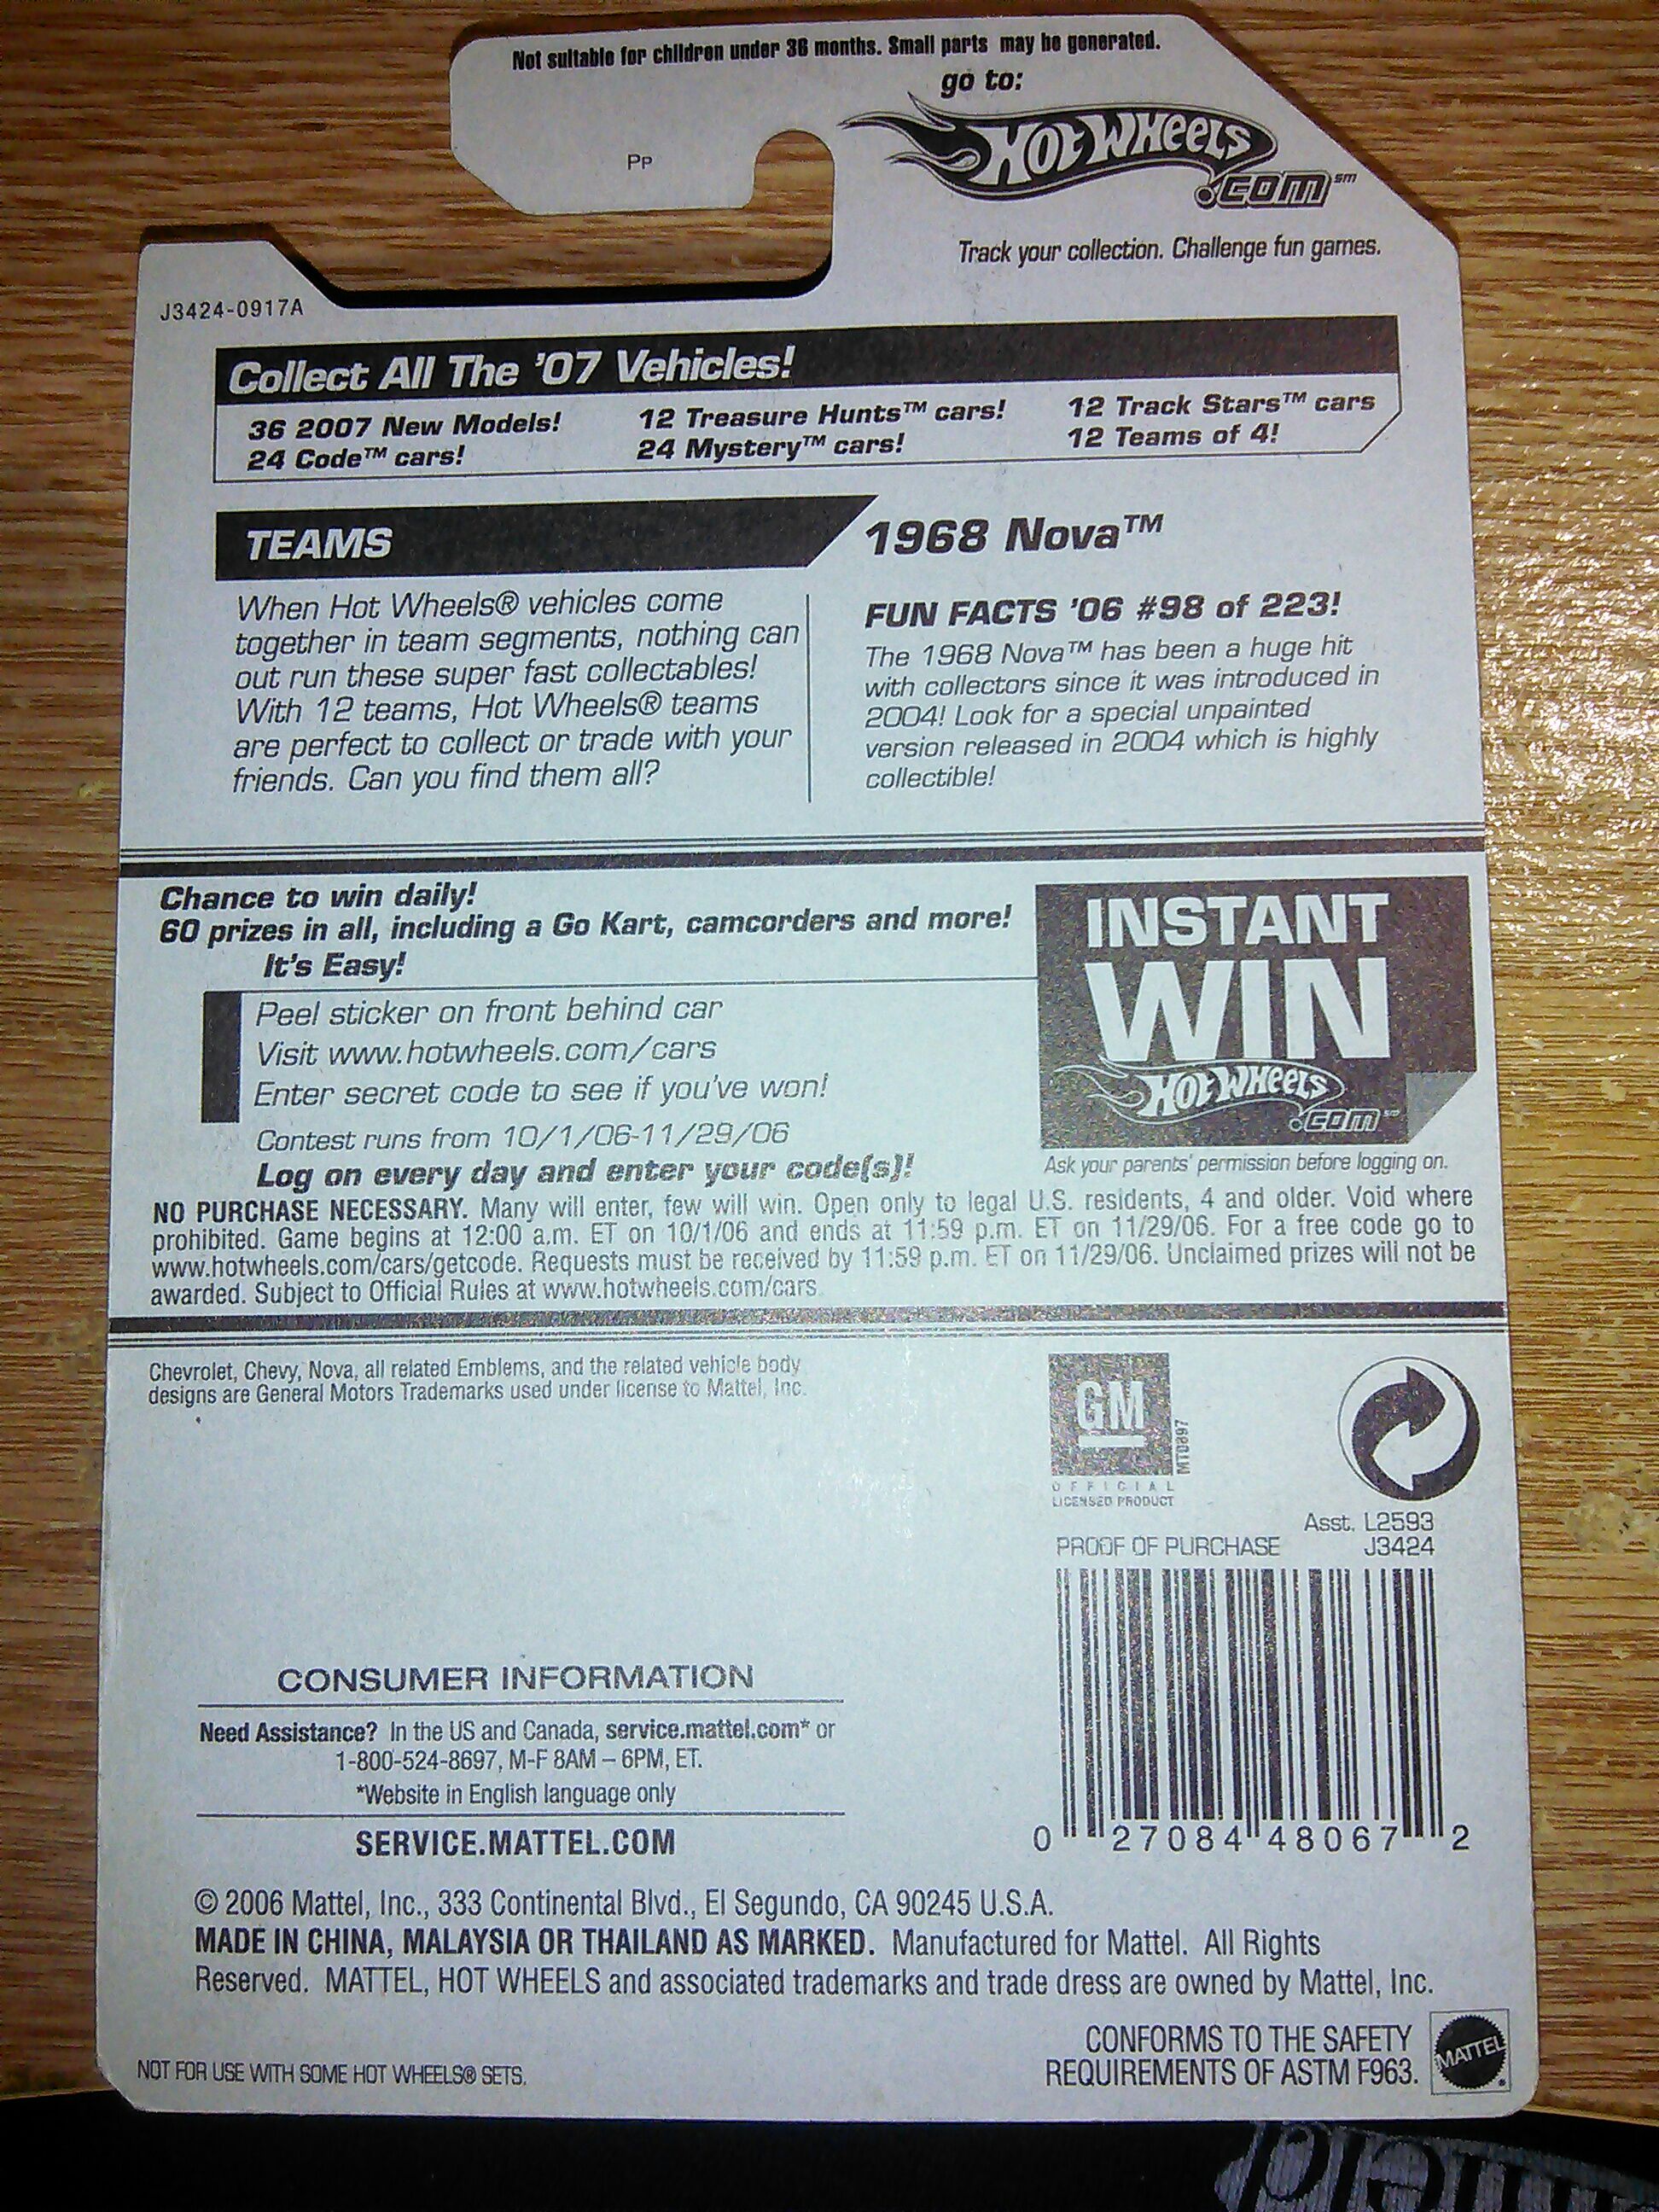 Not suitable for children under 36 months. Small parts may be generated.
go to:
Hot Wheels
.com℠
Pp
Track your collection. Challenge fun games.
J3424-0917A
Collect All The '07 Vehicles!
36 2007 New Models!
24 Code™ cars!
12 Treasure Hunts™ cars!
24 Mystery™ cars!
12 Track Stars™ cars
12 Teams of 4!
TEAMS
When Hot Wheels® vehicles come
together in team segments, nothing can
out run these super fast collectables!
With 12 teams, Hot Wheels® teams
are perfect to collect or trade with your
friends. Can you find them all?
1968 Nova™
FUN FACTS '06 #98 of 223!
The 1968 Nova™ has been a huge hit
with collectors since it was introduced in
2004! Look for a special unpainted
version released in 2004 which is highly
collectible!
Chance to win daily!
60 prizes in all, including a Go Kart, camcorders and more!
It's Easy!
Peel sticker on front behind car
Visit www.hotwheels.com/cars
Enter secret code to see if you've won!
Contest runs from 10/1/06-11/29/06
Log on every day and enter your code(s)!
INSTANT
WIN
Hot Wheels
.com℠
Ask your parents' permission before logging on.
NO PURCHASE NECESSARY. Many will enter, few will win. Open only to legal U.S. residents, 4 and older. Void where
prohibited. Game begins at 12:00 a.m. ET on 10/1/06 and ends at 11:59 p.m. ET on 11/29/06. For a free code go to
www.hotwheels.com/cars/getcode. Requests must be received by 11:59 p.m. ET on 11/29/06. Unclaimed prizes will not be
awarded. Subject to Official Rules at www.hotwheels.com/cars
Chevrolet, Chevy, Nova, all related Emblems, and the related vehicle body
designs are General Motors Trademarks used under license to Mattel, Inc.
GM
MT0897
OFFICIAL
LICENSED PRODUCT
Asst. L2593
PROOF OF PURCHASE J3424
0 27084 48067 2
CONSUMER INFORMATION
Need Assistance? In the US and Canada, service.mattel.com* or
1-800-524-8697, M-F 8AM – 6PM, ET.
*Website in English language only
SERVICE.MATTEL.COM
© 2006 Mattel, Inc., 333 Continental Blvd., El Segundo, CA 90245 U.S.A.
MADE IN CHINA, MALAYSIA OR THAILAND AS MARKED. Manufactured for Mattel. All Rights
Reserved. MATTEL, HOT WHEELS and associated trademarks and trade dress are owned by Mattel, Inc.
CONFORMS TO THE SAFETY
REQUIREMENTS OF ASTM F963.
MATTEL
NOT FOR USE WITH SOME HOT WHEELS® SETS.